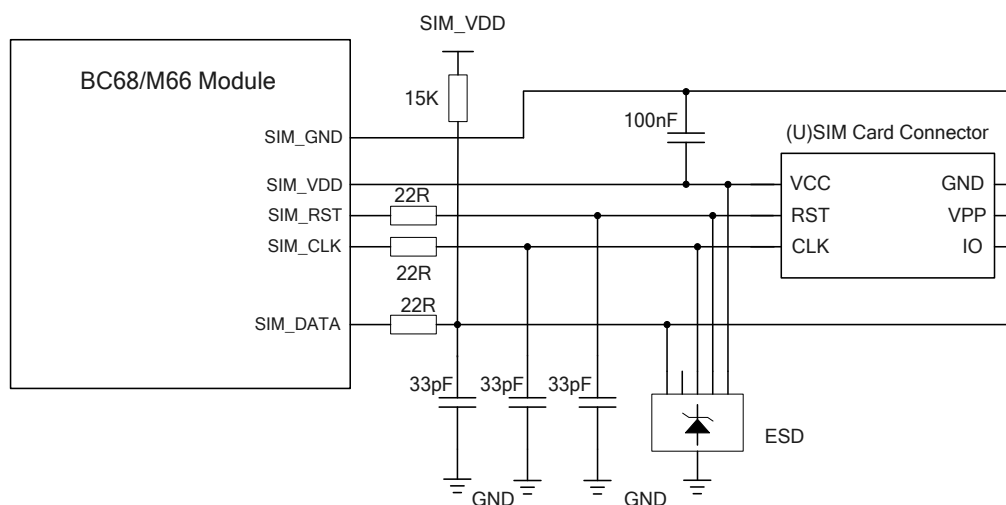 SIM_VDD
BC68/M66 Module
15K
SIM_GND
100nF
(U)SIM Card Connector
SIM_VDD
VCC
GND
22R
SIM_RST
RST
VPP
SIM_CLK
CLK
IO
22R
22R
SIM_DATA
33pF
33pF
33pF
ESD
GND
GND